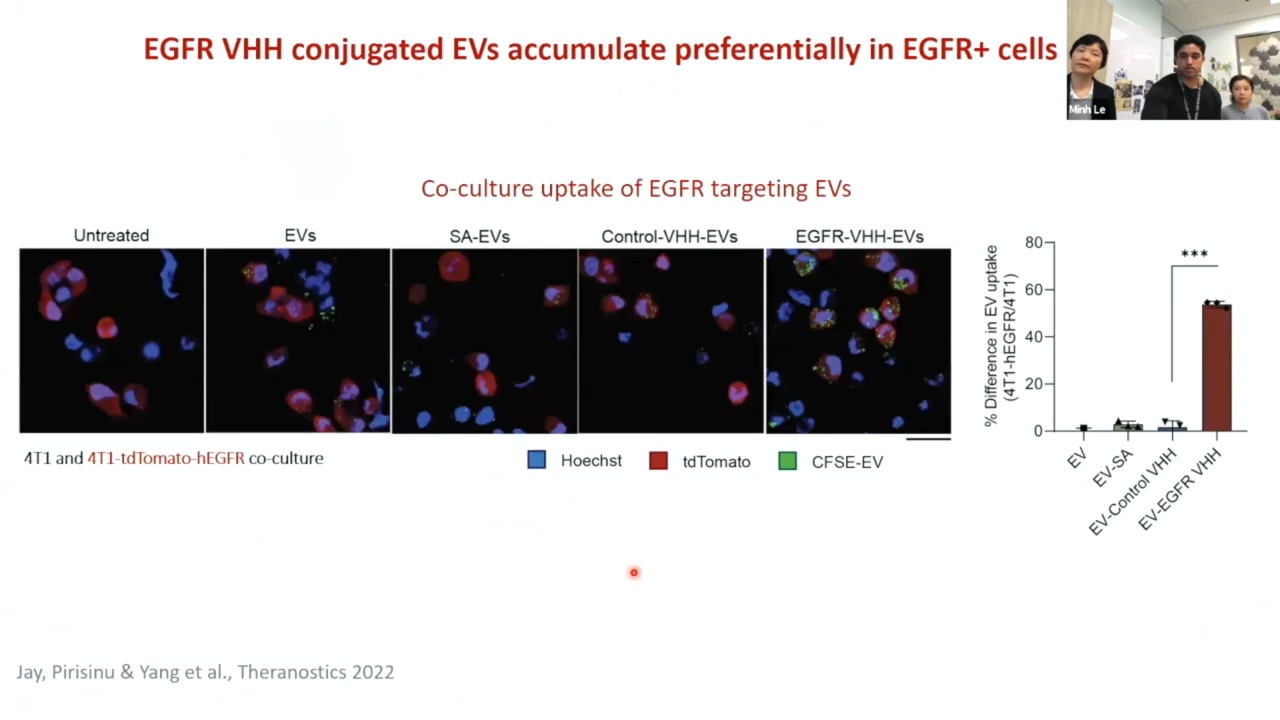 EGFR VHH conjugated EVs accumulate preferentially in EGFR+ cells
Minh Le
Co-culture uptake of EGFR targeting EVs
Untreated
EVs
SA-EVs
Control-VHH-EVs
EGFR-VHH-EVs
4T1 and 4T1-tdTomato-hEGFR co-culture
Hoechst
tdTomato
CFSE-EV
% Difference in EV uptake
(4T1-hEGFR/4T1)
80
60
40
20
0
***
EV
EV-SA
EV-Control VHH
EV-EGFR VHH
Jay, Pirisinu & Yang et al., Theranostics 2022